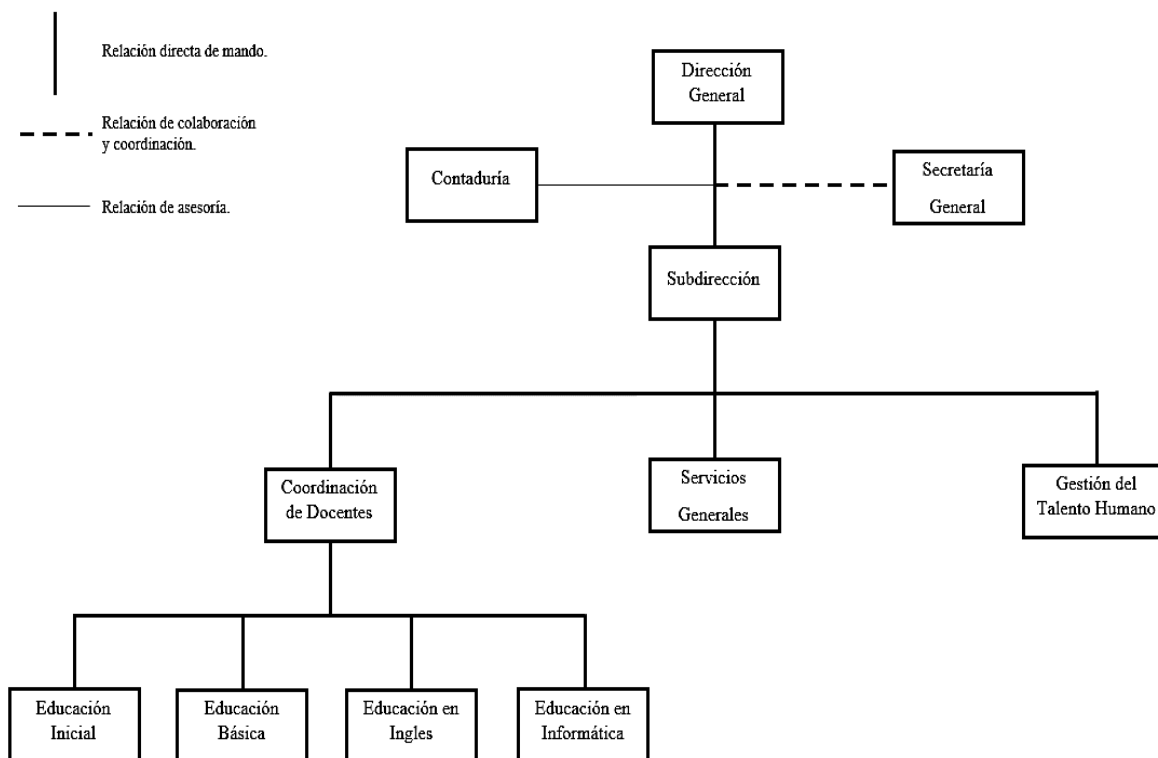 Relación directa de mando.
Relación de colaboración
y coordinación.
Relación de asesoría.
Dirección
General
Contaduría
Secretaría
General
Subdirección
Coordinación
de Docentes
Servicios
Generales
Gestión del
Talento Humano
Educación
Inicial
Educación
Básica
Educación en
Ingles
Educación en
Informática